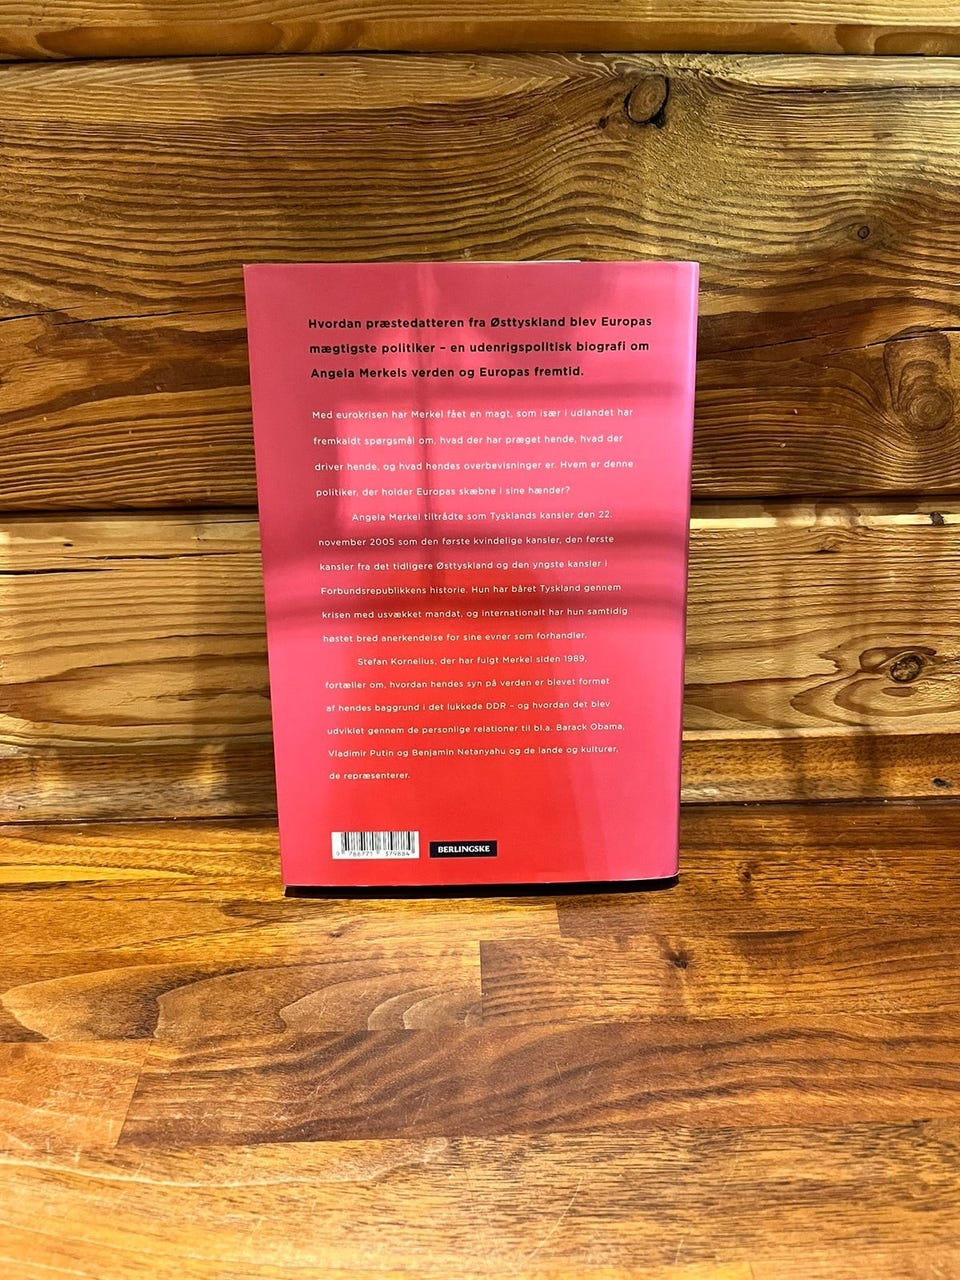 Hvordan præstedatteren fra Østtyskland blev Europas
mægtigste politiker – en udenrigspolitisk biografi om
Angela Merkels verden og Europas fremtid.
Med eurokrisen har Merkel fået en magt, som især i udlandet har
fremkaldt spørgsmål om, hvad der har præget hende, hvad der
driver hende, og hvad hendes overbevisninger er. Hvem er denne
politiker, der holder Europas skæbne i sine hænder?
Angela Merkel tiltrådte som Tysklands kansler den 22.
november 2005 som den første kvindelige kansler, den første
kansler fra det tidligere Østtyskland og den yngste kansler i
Forbundsrepublikkens historie. Hun har båret Tyskland gennem
krisen med usvækket mandat, og internationalt har hun samtidig
høstet bred anerkendelse for sine evner som forhandler.
Stefan Kornelius, der har fulgt Merkel siden 1989,
fortæller om, hvordan hendes syn på verden er blevet formet
af hendes baggrund i det lukkede DDR – og hvordan det blev
udviklet gennem de personlige relationer til bl.a. Barack Obama,
Vladimir Putin og Benjamin Netanyahu og de lande og kulturer,
de repræsenterer.
9 788771 379884
BERLINGSKE